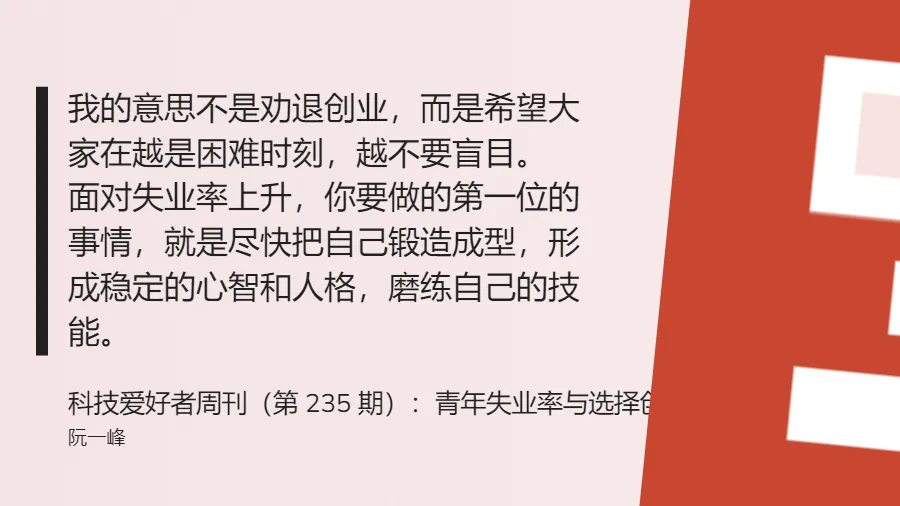 我的意思不是劝退创业，而是希望大
家在越是困难时刻，越不要盲目。
面对失业率上升，你要做的第一位的
事情，就是尽快把自己锻造成型，形
成稳定的心智和人格，磨练自己的技
能。
科技爱好者周刊（第 235 期）：青年失业率与选择
阮一峰